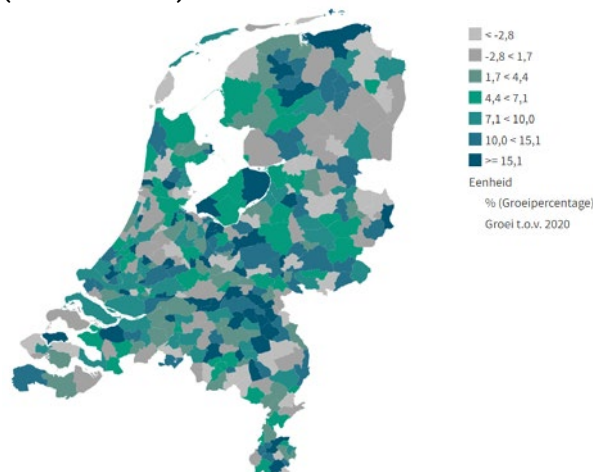 < -2,8
-2,8 < 1,7
1,7 < 4,4
4,4 < 7,1
7,1 < 10,0
10,0 < 15,1
>= 15,1
Eenheid
% (Groeipercentage)
Groei t.o.v. 2020